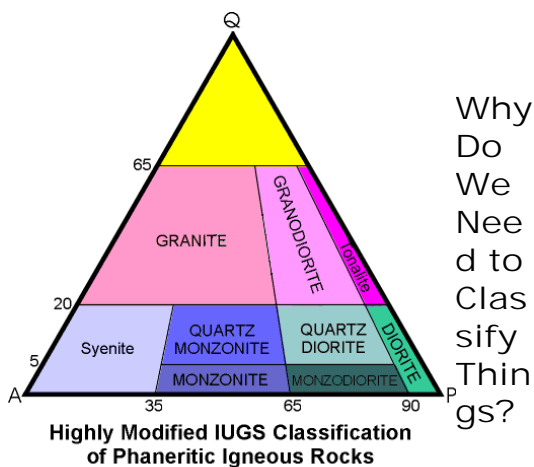 Q
65
GRANITE
GRANODIORITE
Tonalite
20
Syenite
QUARTZ
MONZONITE
QUARTZ
DIORITE
DIORITE
5
MONZONITE
MONZODIORITE
A
P
35
65
90
Highly Modified IUGS Classification
of Phaneritic Igneous Rocks
Why
Do
We
Nee
d to
Clas
sify
Thin
gs?